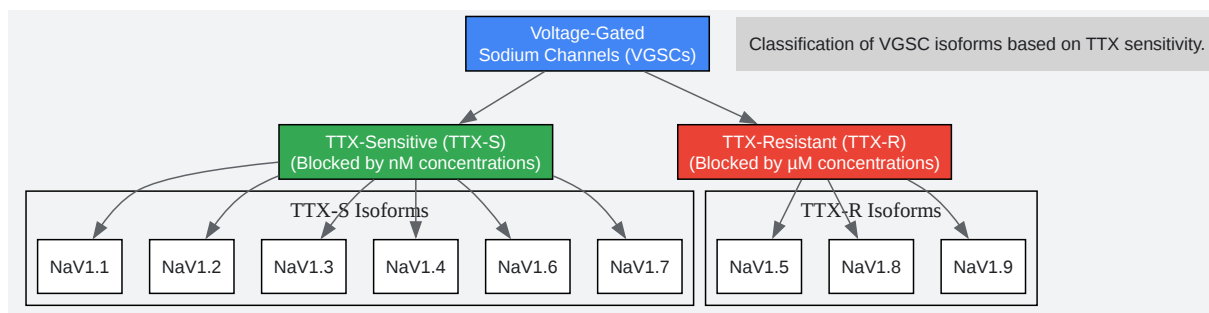 Voltage-Gated
Sodium Channels (VGSCs)
Classification of VGSC isoforms based on TTX sensitivity.
TTX-Sensitive (TTX-S)
(Blocked by nM concentrations)
TTX-Resistant (TTX-R)
(Blocked by µM concentrations)
TTX-S Isoforms
TTX-R Isoforms
NaV1.1
NaV1.2
NaV1.3
NaV1.4
NaV1.6
NaV1.7
NaV1.5
NaV1.8
NaV1.9